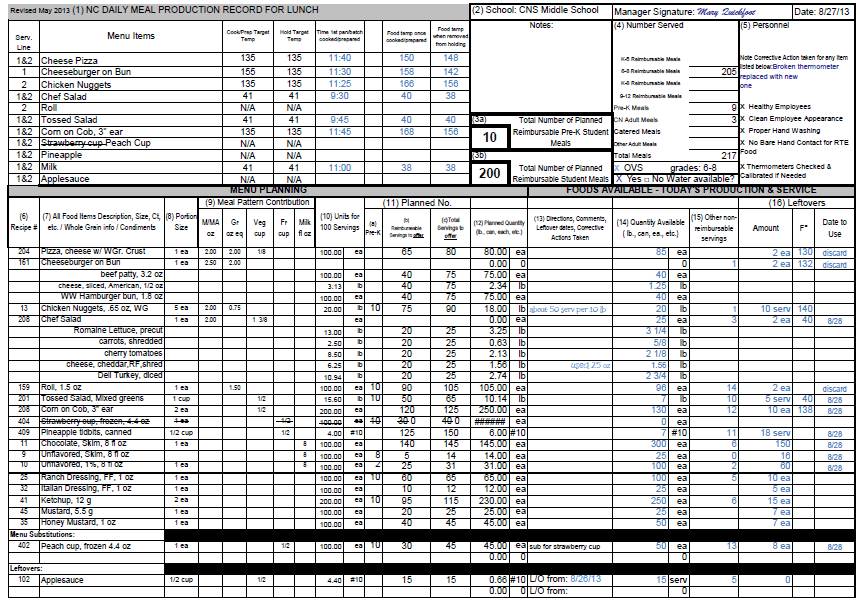 Revised May 2013 (1) NC DAILY MEAL PRODUCTION RECORD FOR LUNCH
(2) School: CNS Middle School
Manager Signature: Mary Quickfoot
Date: 8/27/13
Serv. Line
Menu Items
Cook/Prep Target Temp
Hold Target Temp
Time 1st pan/batch cooked/prepared
Food temp once cooked/prepared
Food temp when removed from holding
1&2 Cheese Pizza 135 135 11:40 150 148
1 Cheeseburger on Bun 155 135 11:30 158 142
2 Chicken Nuggets 135 135 11:25 166 156
1&2 Chef Salad 41 41 9:30 40 38
2 Roll N/A N/A
1&2 Tossed Salad 41 41 9:45 40 40
1&2 Corn on Cob, 3" ear 135 135 11:45 168 156
1&2 Strawberry cup Peach Cup N/A N/A
1&2 Pineapple N/A N/A
1&2 Milk 41 41 11:00 38 38
1&2 Applesauce N/A N/A
Notes:
(3a) Total Number of Planned Reimbursable Pre-K Student Meals
10
(3b) Total Number of Planned Reimbursable Student Meals
200
(4) Number Served
K-5 Reimbursable Meals
6-8 Reimbursable Meals 205
K-8 Reimbursable Meals
9-12 Reimbursable Meals
Pre-K Meals 9
CN Adult Meals 3
Catered Meals
Other Adult Meals
Total Meals 217
X OVS grades: 6-8
X Yes □ No Water available?
(5) Personnel
Note Corrective Action taken for any item listed below:Broken thermometer replaced with new one
X Healthy Employees
X Clean Employee Appearance
X Proper Hand Washing
X No Bare Hand Contact for RTE Food
X Thermometers Checked & Calibrated if Needed
MENU PLANNING
FOODS AVAILABLE - TODAY'S PRODUCTION & SERVICE
(6) Recipe #
(7) All Food Items Description, Size, Ct, etc. / Whole Grain info / Condiments
(8) Portion Size
(9) Meal Pattern Contribution
M/MA oz
Gr oz eq
Veg cup
Fr cup
Milk fl oz
(10) Units for 100 Servings
(11) Planned No.
(a) Pre-K
(b) Reimbursable Servings to offer
(c)Total Servings to offer
(12) Planned Quantity (lb., can, each, etc.)
(13) Directions, Comments, Leftover dates, Corrective Actions Taken
(14) Quantity Available ( lb., can, ea., etc.)
(15) Other non-reimbursable servings
(16) Leftovers
Amount
F°
Date to Use
204 Pizza, cheese w/ WGr. Crust 1 ea 2.00 2.00 1/8 100.00 ea 65 80 80.00 ea 85 ea 2 ea 130 discard
161 Cheeseburger on Bun 1 ea 2.50 2.00 0.00 0 0 1 2 ea 132 discard
beef patty, 3.2 oz 100.00 ea 40 75 75.00 ea 40 ea
cheese, sliced, American, 1/2 oz 3.13 lb 40 75 2.34 lb 1.25 lb
WW Hamburger bun, 1.8 oz 100.00 ea 40 75 75.00 ea 40 ea
13 Chicken Nuggets, .65 oz, WG 5 ea 2.00 0.75 20.00 lb 10 75 90 18.00 lb about 50 serv per 10 lb 20 lb 1 10 serv 140
208 Chef Salad 1 ea 2.00 1 3/8 0.00 ea 25 ea 3 2 ea 40 8/28
Romaine Lettuce, precut 13.00 lb 20 25 3.25 lb 3 1/4 lb
carrots, shredded 2.50 lb 20 25 0.63 lb 5/8 lb
cherry tomatoes 8.50 lb 20 25 2.13 lb 2 1/8 lb
cheese, cheddar,RF,shred 6.25 lb 20 25 1.56 lb used 25 oz 1.56 lb
Deli Turkey, diced 10.94 lb 20 25 2.74 lb 2 3/4 lb
159 Roll, 1.5 oz 1 ea 1.50 100.00 ea 10 90 105 105.00 ea 96 ea 14 2 ea discard
201 Tossed Salad, Mixed greens 1 cup 1/2 15.60 lb 10 50 65 10.14 lb 7 lb 10 5 serv 40 8/28
208 Corn on Cob, 3" ear 2 ea 1/2 200.00 ea 120 125 250.00 ea 130 ea 12 10 ea 138 8/28
404 Strawberry cup, frozen, 4.4 oz 1 ea 1/2 100.00 ea 10 30 0 40 0 ###### ea 0 ea
409 Pineapple tidbits, canned 1/2 cup 1/2 4.00 #10 125 150 6.00 #10 7 #10 11 18 serv 8/28
11 Chocolate, Skim, 8 fl oz 1 ea 8 100.00 ea 140 145 145.00 ea 300 ea 6 150 8/28
9 Unflavored, Skim, 8 fl oz 1 ea 8 100.00 ea 8 5 14 14.00 ea 25 ea 0 16 8/28
10 Unflavored, 1%, 8 fl oz 1 ea 8 100.00 ea 2 25 31 31.00 ea 100 ea 2 60 8/28
25 Ranch Dressing, FF, 1 oz 1 ea 100.00 ea 10 60 65 65.00 ea 100 ea 5 10 ea
32 Italian Dressing, FF, 1 oz 1 ea 100.00 ea 10 12 12.00 ea 25 ea 5 ea
41 Ketchup, 12 g 2 ea 200.00 ea 10 95 115 230.00 ea 250 ea 6 15 ea
45 Mustard, 5.5 g 1 ea 100.00 ea 20 25 25.00 ea 25 ea 7 ea
35 Honey Mustard, 1 oz 1 ea 100.00 ea 40 45 45.00 ea 50 ea 7 ea
Menu Substitutions:
402 Peach cup, frozen 4.4 oz 1 ea 1/2 100.00 ea 10 30 45 45.00 ea sub for strawberry cup 50 ea 13 8 ea 8/28
0.00 0 0
Leftovers:
102 Applesauce 1/2 cup 1/2 4.40 #10 15 15 0.66 #10 L/O from: 8/26/13 15 serv 5 0
0.00 0 L/O from: 0